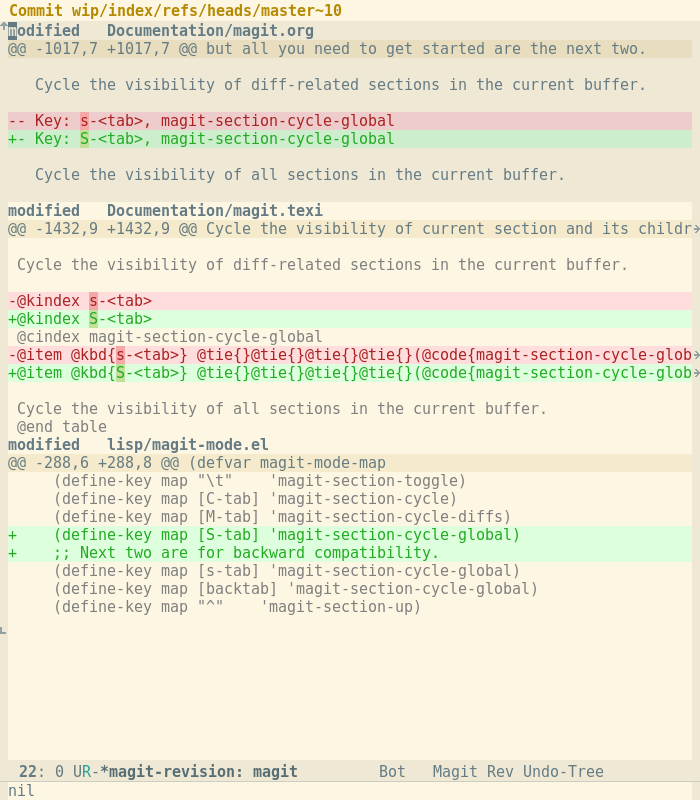 Commit wip/index/refs/heads/master~10
modified   Documentation/magit.org
@@ -1017,7 +1017,7 @@ but all you need to get started are the next two.
   Cycle the visibility of diff-related sections in the current buffer.
-- Key: s-<tab>, magit-section-cycle-global
+- Key: S-<tab>, magit-section-cycle-global
   Cycle the visibility of all sections in the current buffer.
modified   Documentation/magit.texi
@@ -1432,9 +1432,9 @@ Cycle the visibility of current section and its childr
 Cycle the visibility of diff-related sections in the current buffer.
-@kindex s-<tab>
+@kindex S-<tab>
 @cindex magit-section-cycle-global
-@item @kbd{s-<tab>} @tie{}@tie{}@tie{}@tie{}(@code{magit-section-cycle-glob
+@item @kbd{S-<tab>} @tie{}@tie{}@tie{}@tie{}(@code{magit-section-cycle-glob
 Cycle the visibility of all sections in the current buffer.
 @end table
modified   lisp/magit-mode.el
@@ -288,6 +288,8 @@ (defvar magit-mode-map
     (define-key map "\t"    'magit-section-toggle)
     (define-key map [C-tab] 'magit-section-cycle)
     (define-key map [M-tab] 'magit-section-cycle-diffs)
+    (define-key map [S-tab] 'magit-section-cycle-global)
+    ;; Next two are for backward compatibility.
     (define-key map [s-tab] 'magit-section-cycle-global)
     (define-key map [backtab] 'magit-section-cycle-global)
     (define-key map "^"    'magit-section-up)
22: 0 UR-*magit-revision: magit         Bot   Magit Rev Undo-Tree
nil